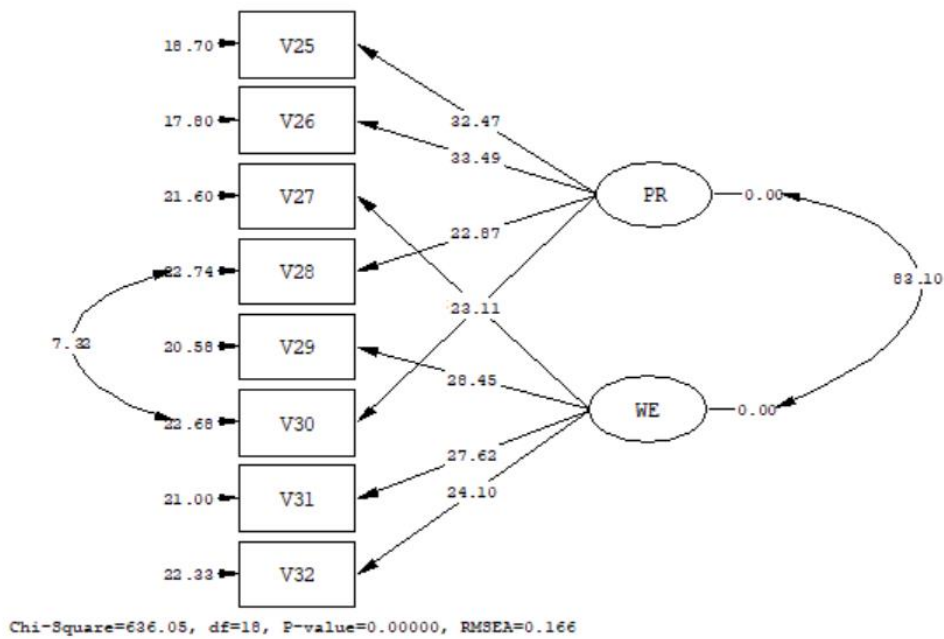 18.70 V25
32.47
17.80 V26
33.49
21.60 V27 PR 0.00
22.87
22.74 V28
83.10
23.11
7.32
20.58 V29
28.45
WE 0.00
22.68 V30
27.62
24.10
21.00 V31
22.33 V32
Chi-Square=636.05, df=18, P-value=0.00000, RMSEA=0.166